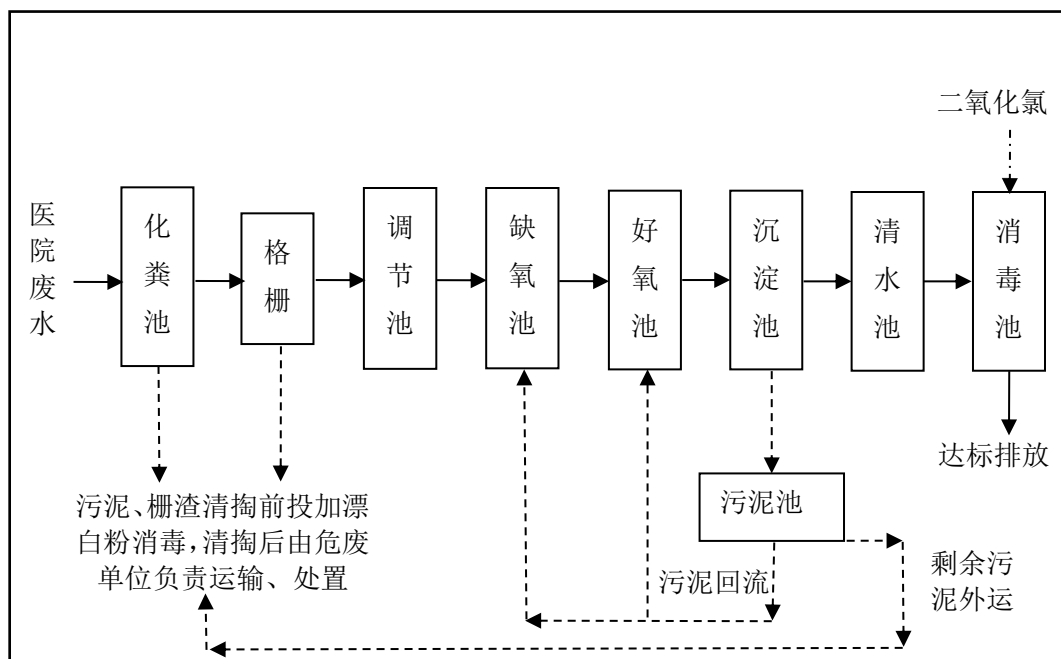 二氧化氯
医院废水
化粪池
格栅
调节池
缺氧池
好氧池
沉淀池
清水池
消毒池
达标排放
污泥池
污泥、栅渣清掏前投加漂
白粉消毒，清掏后由危废
单位负责运输、处置
污泥回流
剩余污
泥外运